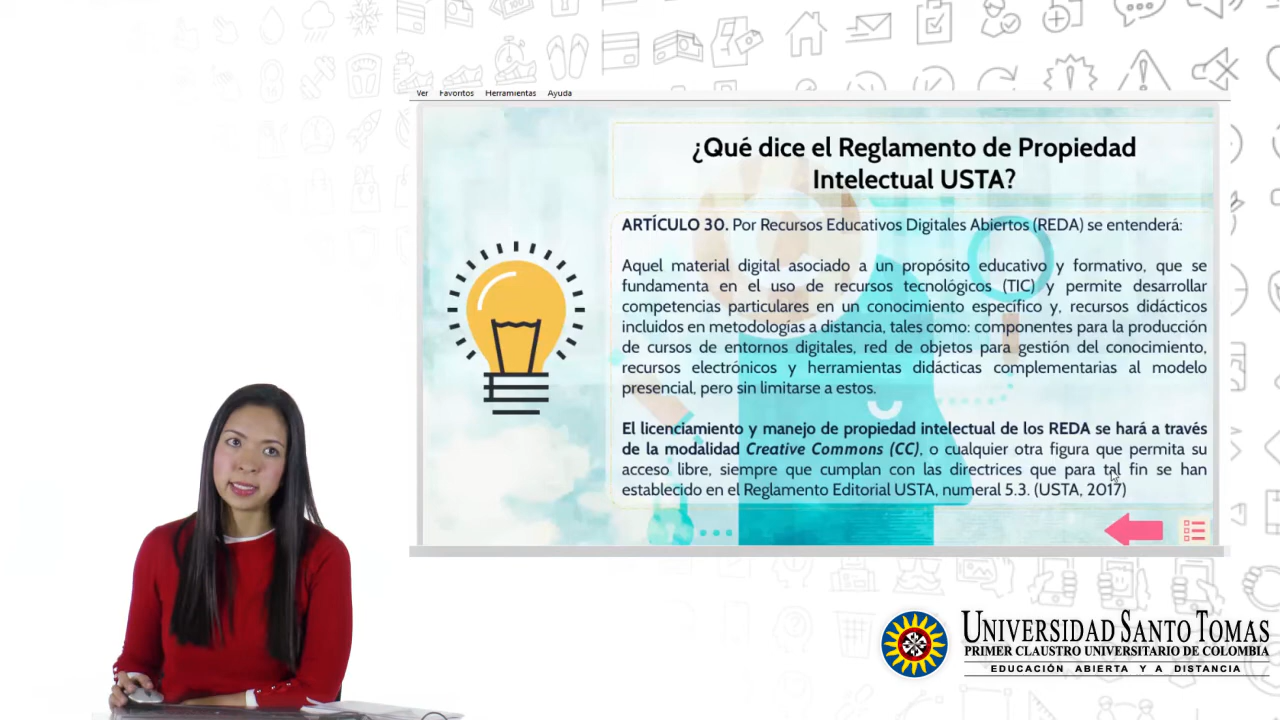 Ver Favoritos Herramientas Ayuda
¿Qué dice el Reglamento de Propiedad
Intelectual USTA?
ARTÍCULO 30. Por Recursos Educativos Digitales Abiertos (REDA) se entenderá:
Aquel material digital asociado a un propósito educativo y formativo, que se
fundamenta en el uso de recursos tecnológicos (TIC) y permite desarrollar
competencias particulares en un conocimiento específico y, recursos didácticos
incluidos en metodologías a distancia, tales como: componentes para la producción
de cursos de entornos digitales, red de objetos para gestión del conocimiento,
recursos electrónicos y herramientas didácticas complementarias al modelo
presencial, pero sin limitarse a estos.
El licenciamiento y manejo de propiedad intelectual de los REDA se hará a través
de la modalidad Creative Commons (CC), o cualquier otra figura que permita su
acceso libre, siempre que cumplan con las directrices que para tal fin se han
establecido en el Reglamento Editorial USTA, numeral 5.3. (USTA, 2017)
UNIVERSIDAD SANTO TOMAS
PRIMER CLAUSTRO UNIVERSITARIO DE COLOMBIA
EDUCACIÓN ABIERTA Y A DISTANCIA